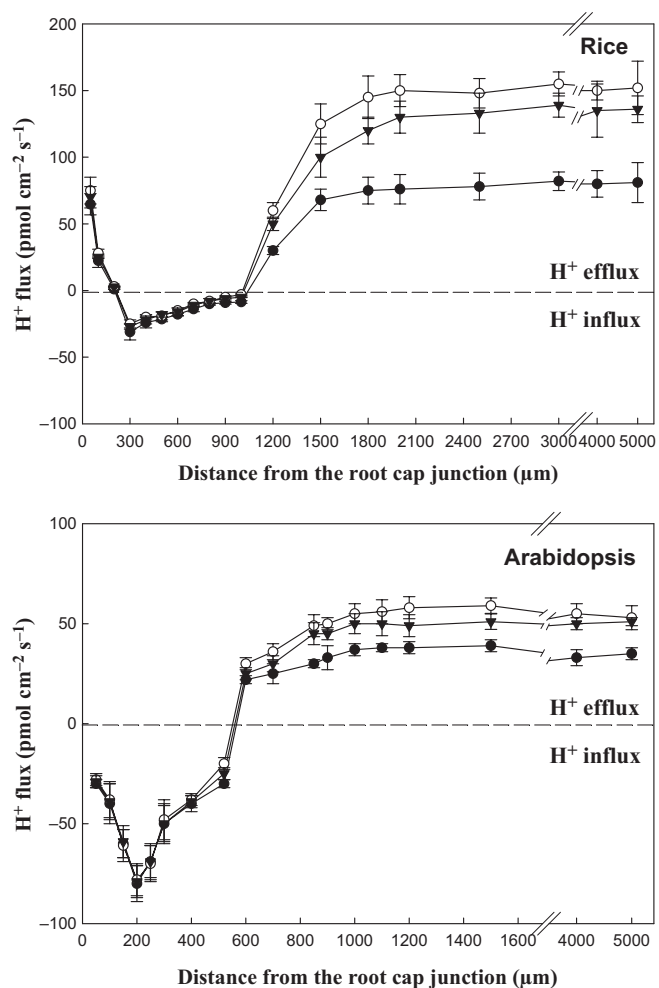 200
150
100
50
0
−50
−100
H+ flux (pmol cm−2 s−1)
Rice
H+ efflux
H+ influx
0 300 600 900 1200 1500 1800 2100 2400 2700 3000 4000 5000
Distance from the root cap junction (µm)
100
50
0
−50
−100
H+ flux (pmol cm−2 s−1)
Arabidopsis
H+ efflux
H+ influx
0 200 400 600 800 1000 1200 1400 1600 4000 5000
Distance from the root cap junction (µm)